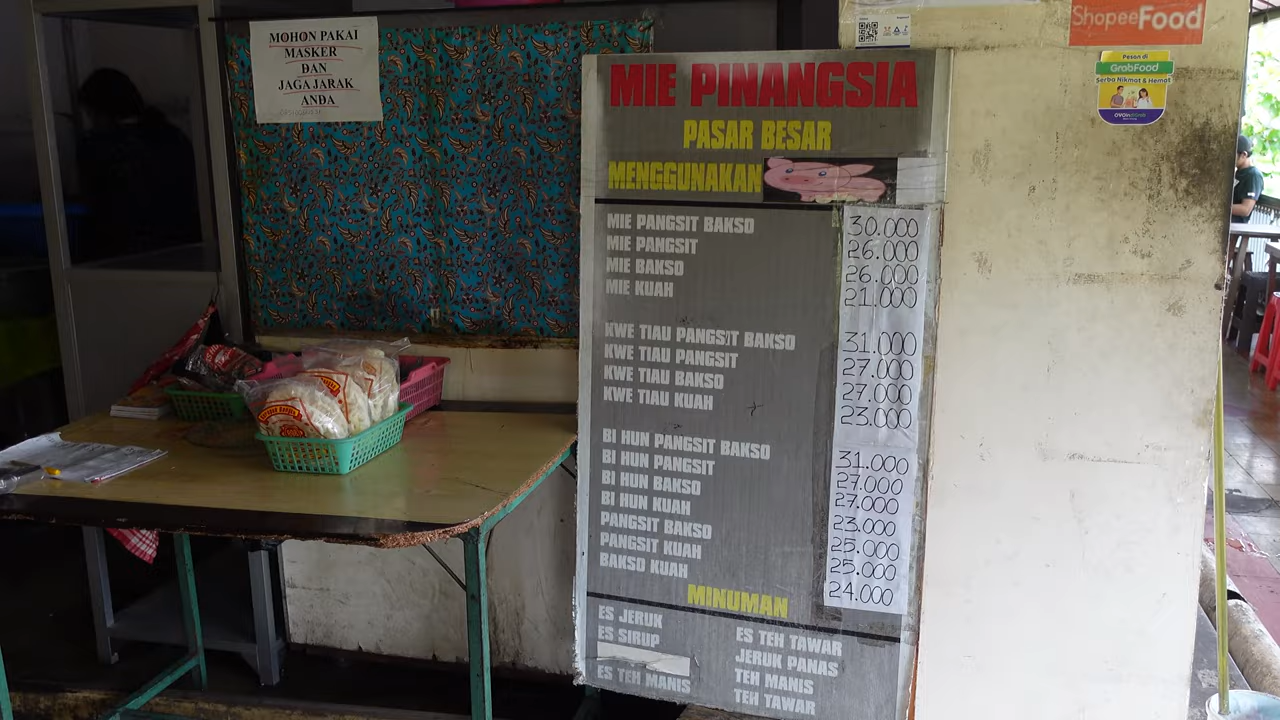 MOHON PAKAI
MASKER
DAN
JAGA JARAK
ANDA
ShopeeFood
Pesan di
GrabFood
Serba Nikmat & Hemat
MIE PINANGSIA
PASAR BESAR
MENGGUNAKAN
MIE PANGSIT BAKSO 30.000
MIE PANGSIT 26.000
MIE BAKSO 26.000
MIE KUAH 21.000
KWE TIAU PANGSIT BAKSO 31.000
KWE TIAU PANGSIT 27.000
KWE TIAU BAKSO 27.000
KWE TIAU KUAH 23.000
BI HUN PANGSIT BAKSO 31.000
BI HUN PANGSIT 27.000
BI HUN BAKSO 27.000
BI HUN KUAH 23.000
PANGSIT BAKSO 25.000
PANGSIT KUAH 25.000
BAKSO KUAH 24.000
MINUMAN
ES JERUK
ES SIRUP
ES TEH MANIS
ES TEH TAWAR
JERUK PANAS
TEH MANIS
TEH TAWAR